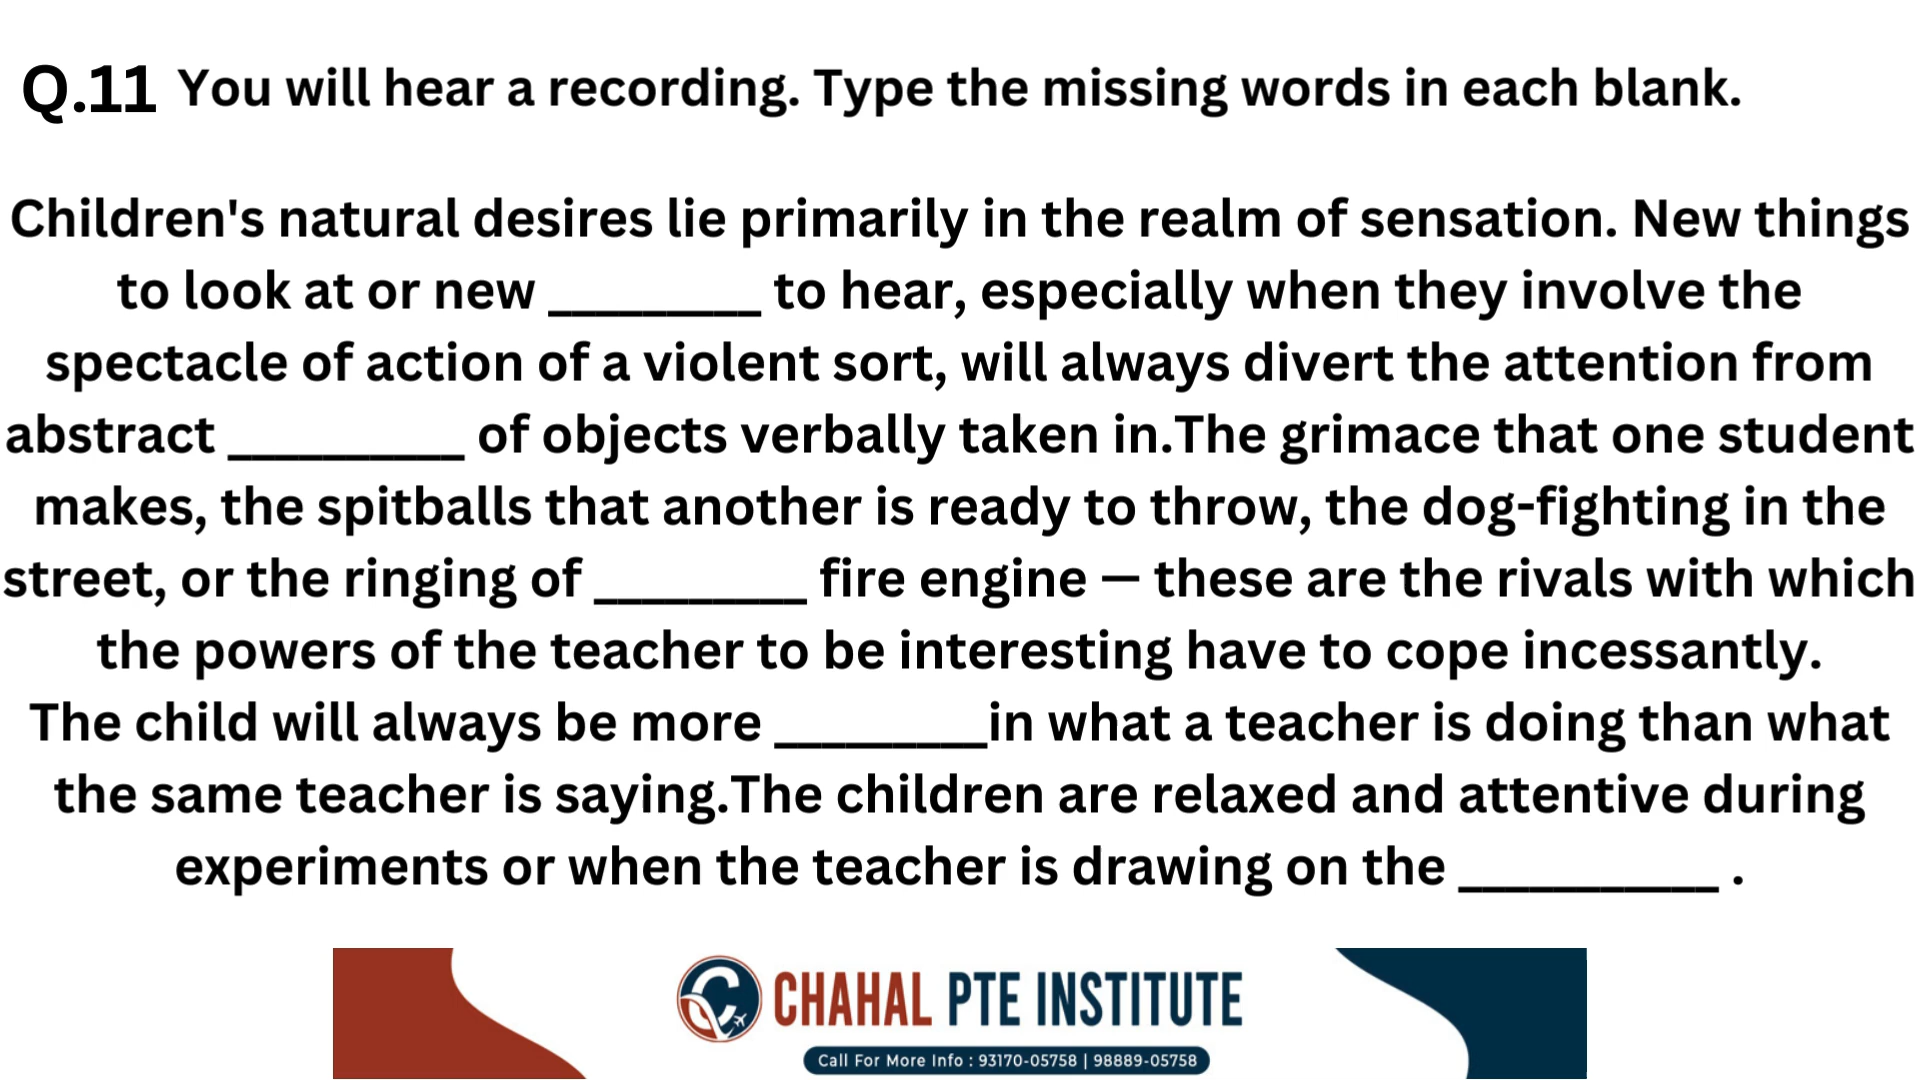 Q.11 You will hear a recording. Type the missing words in each blank.
Children's natural desires lie primarily in the realm of sensation. New things
to look at or new _________ to hear, especially when they involve the
spectacle of action of a violent sort, will always divert the attention from
abstract __________ of objects verbally taken in.The grimace that one student
makes, the spitballs that another is ready to throw, the dog-fighting in the
street, or the ringing of _________ fire engine — these are the rivals with which
the powers of the teacher to be interesting have to cope incessantly.
The child will always be more _________in what a teacher is doing than what
the same teacher is saying.The children are relaxed and attentive during
experiments or when the teacher is drawing on the ___________ .
CHAHAL PTE INSTITUTE
Call For More Info : 93170-05758 | 98889-05758